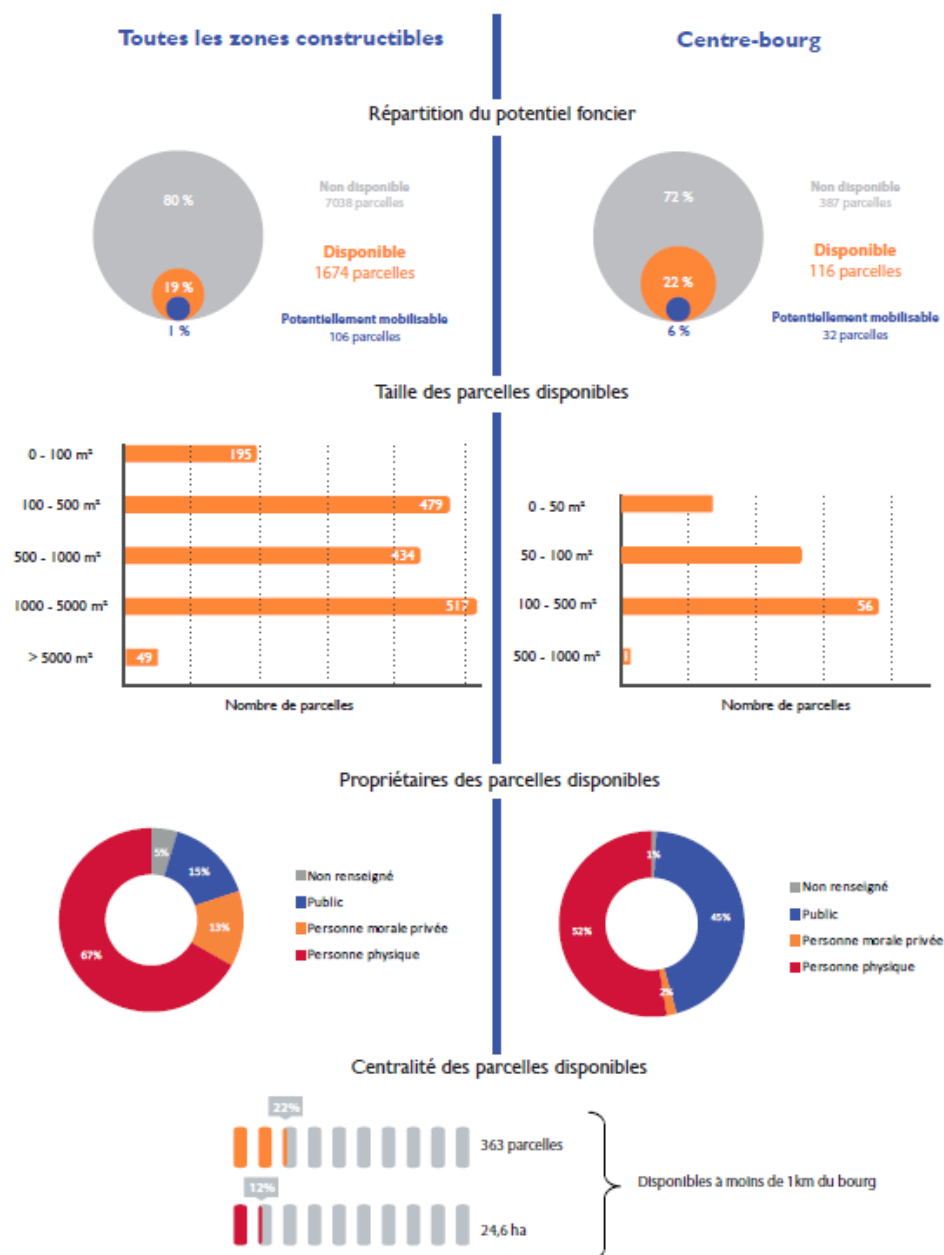 Toutes les zones constructibles
Centre-bourg
Répartition du potentiel foncier
80 %
19 %
1 %
Non disponible
7038 parcelles
Disponible
1674 parcelles
Potentiellement mobilisable
106 parcelles
72 %
22 %
6 %
Non disponible
387 parcelles
Disponible
116 parcelles
Potentiellement mobilisable
32 parcelles
Taille des parcelles disponibles
0 - 100 m²
195
100 - 500 m²
479
500 - 1000 m²
434
1000 - 5000 m²
517
> 5000 m²
49
Nombre de parcelles
0 - 50 m²
50 - 100 m²
100 - 500 m²
56
500 - 1000 m²
1
Nombre de parcelles
Propriétaires des parcelles disponibles
5%
15%
13%
67%
Non renseigné
Public
Personne morale privée
Personne physique
1%
45%
2%
52%
Non renseigné
Public
Personne morale privée
Personne physique
Centralité des parcelles disponibles
22%
363 parcelles
12%
24,6 ha
Disponibles à moins de 1km du bourg